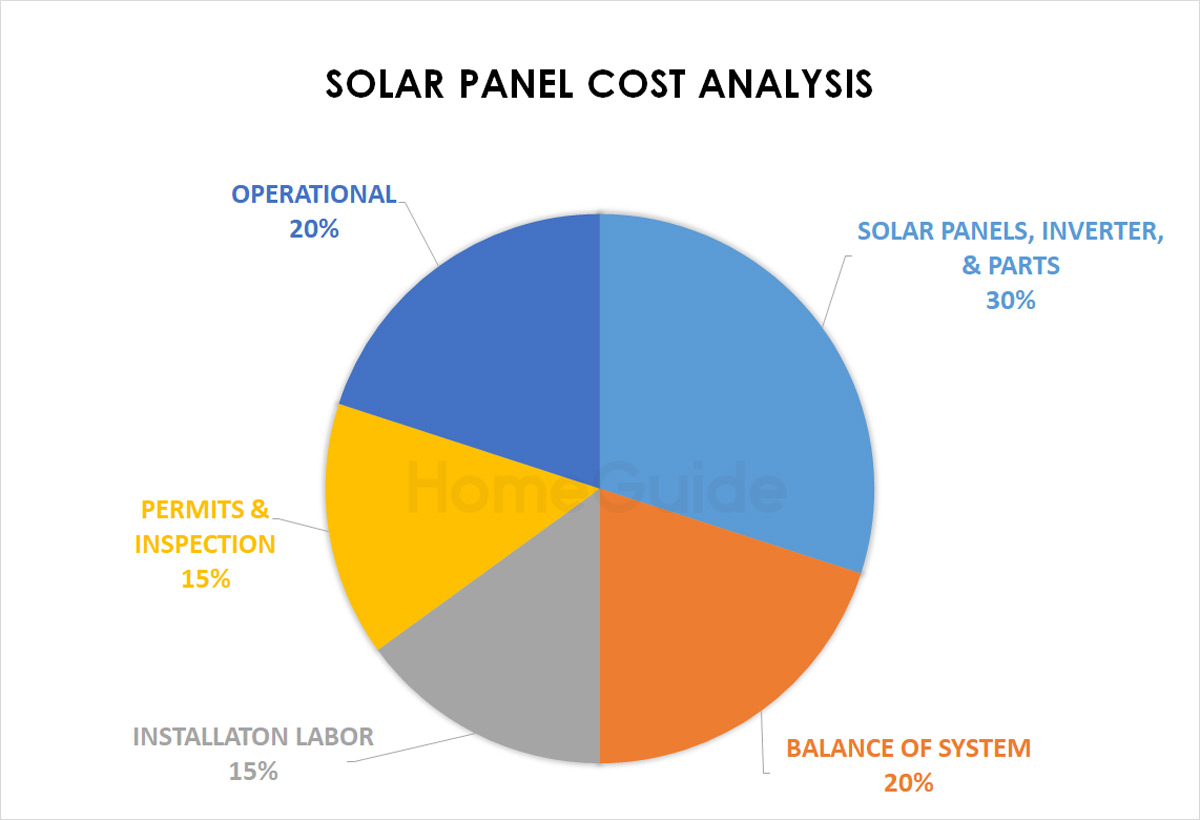 SOLAR PANEL COST ANALYSIS
OPERATIONAL
20%
SOLAR PANELS, INVERTER,
& PARTS
30%
HomeGuide
PERMITS &
INSPECTION
15%
INSTALLATON LABOR
15%
BALANCE OF SYSTEM
20%